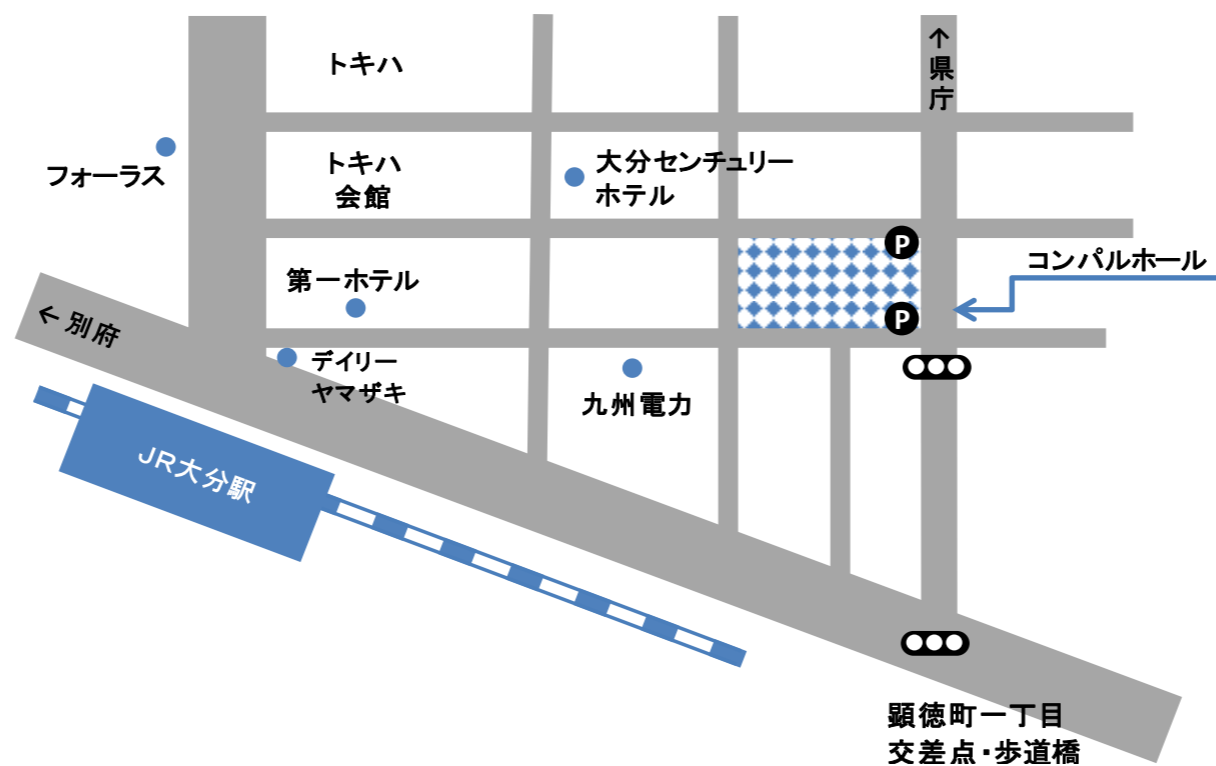 トキハ
↑県庁
フォーラス
トキハ
会館
大分センチュリー
ホテル
P
コンパルホール
第一ホテル
P
←別府
デイリー
ヤマザキ
九州電力
JR大分駅
顕徳町一丁目
交差点・歩道橋